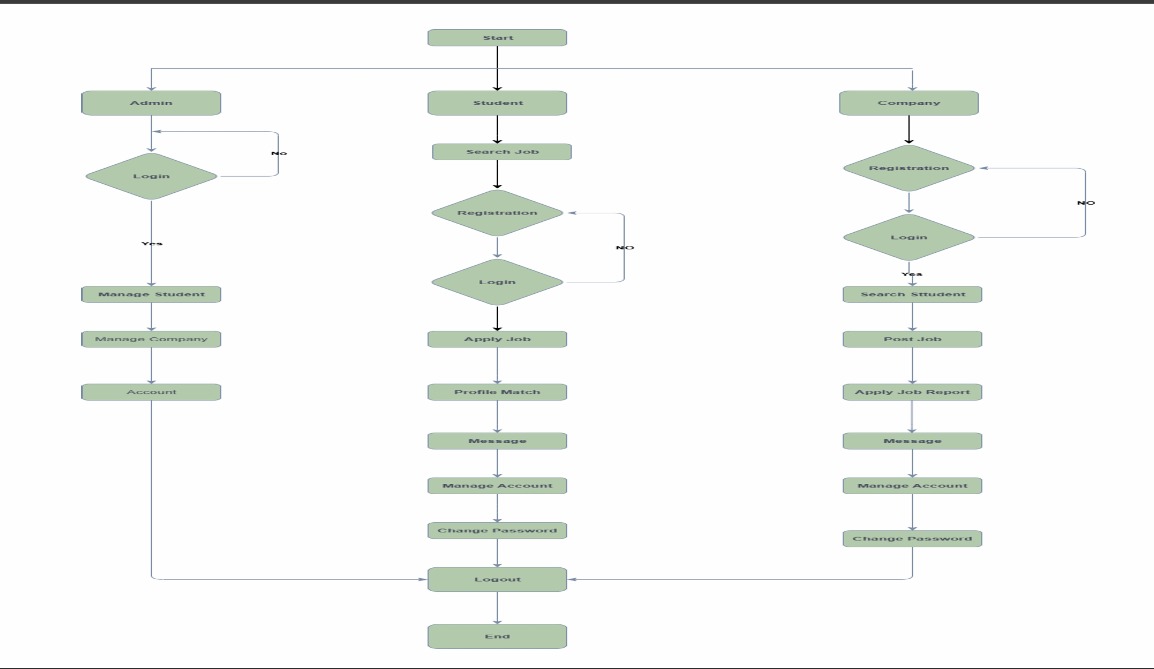 Start
Admin
Student
Company
Search Job
No
Login
Registration
Registration
NO
Login
Yes
NO
Login
Yes
Manage Student
Search Sttudent
Manage Company
Apply Job
Post Job
Account
Profile Match
Apply Job Report
Message
Message
Manage Account
Manage Account
Change Password
Change Password
Logout
End